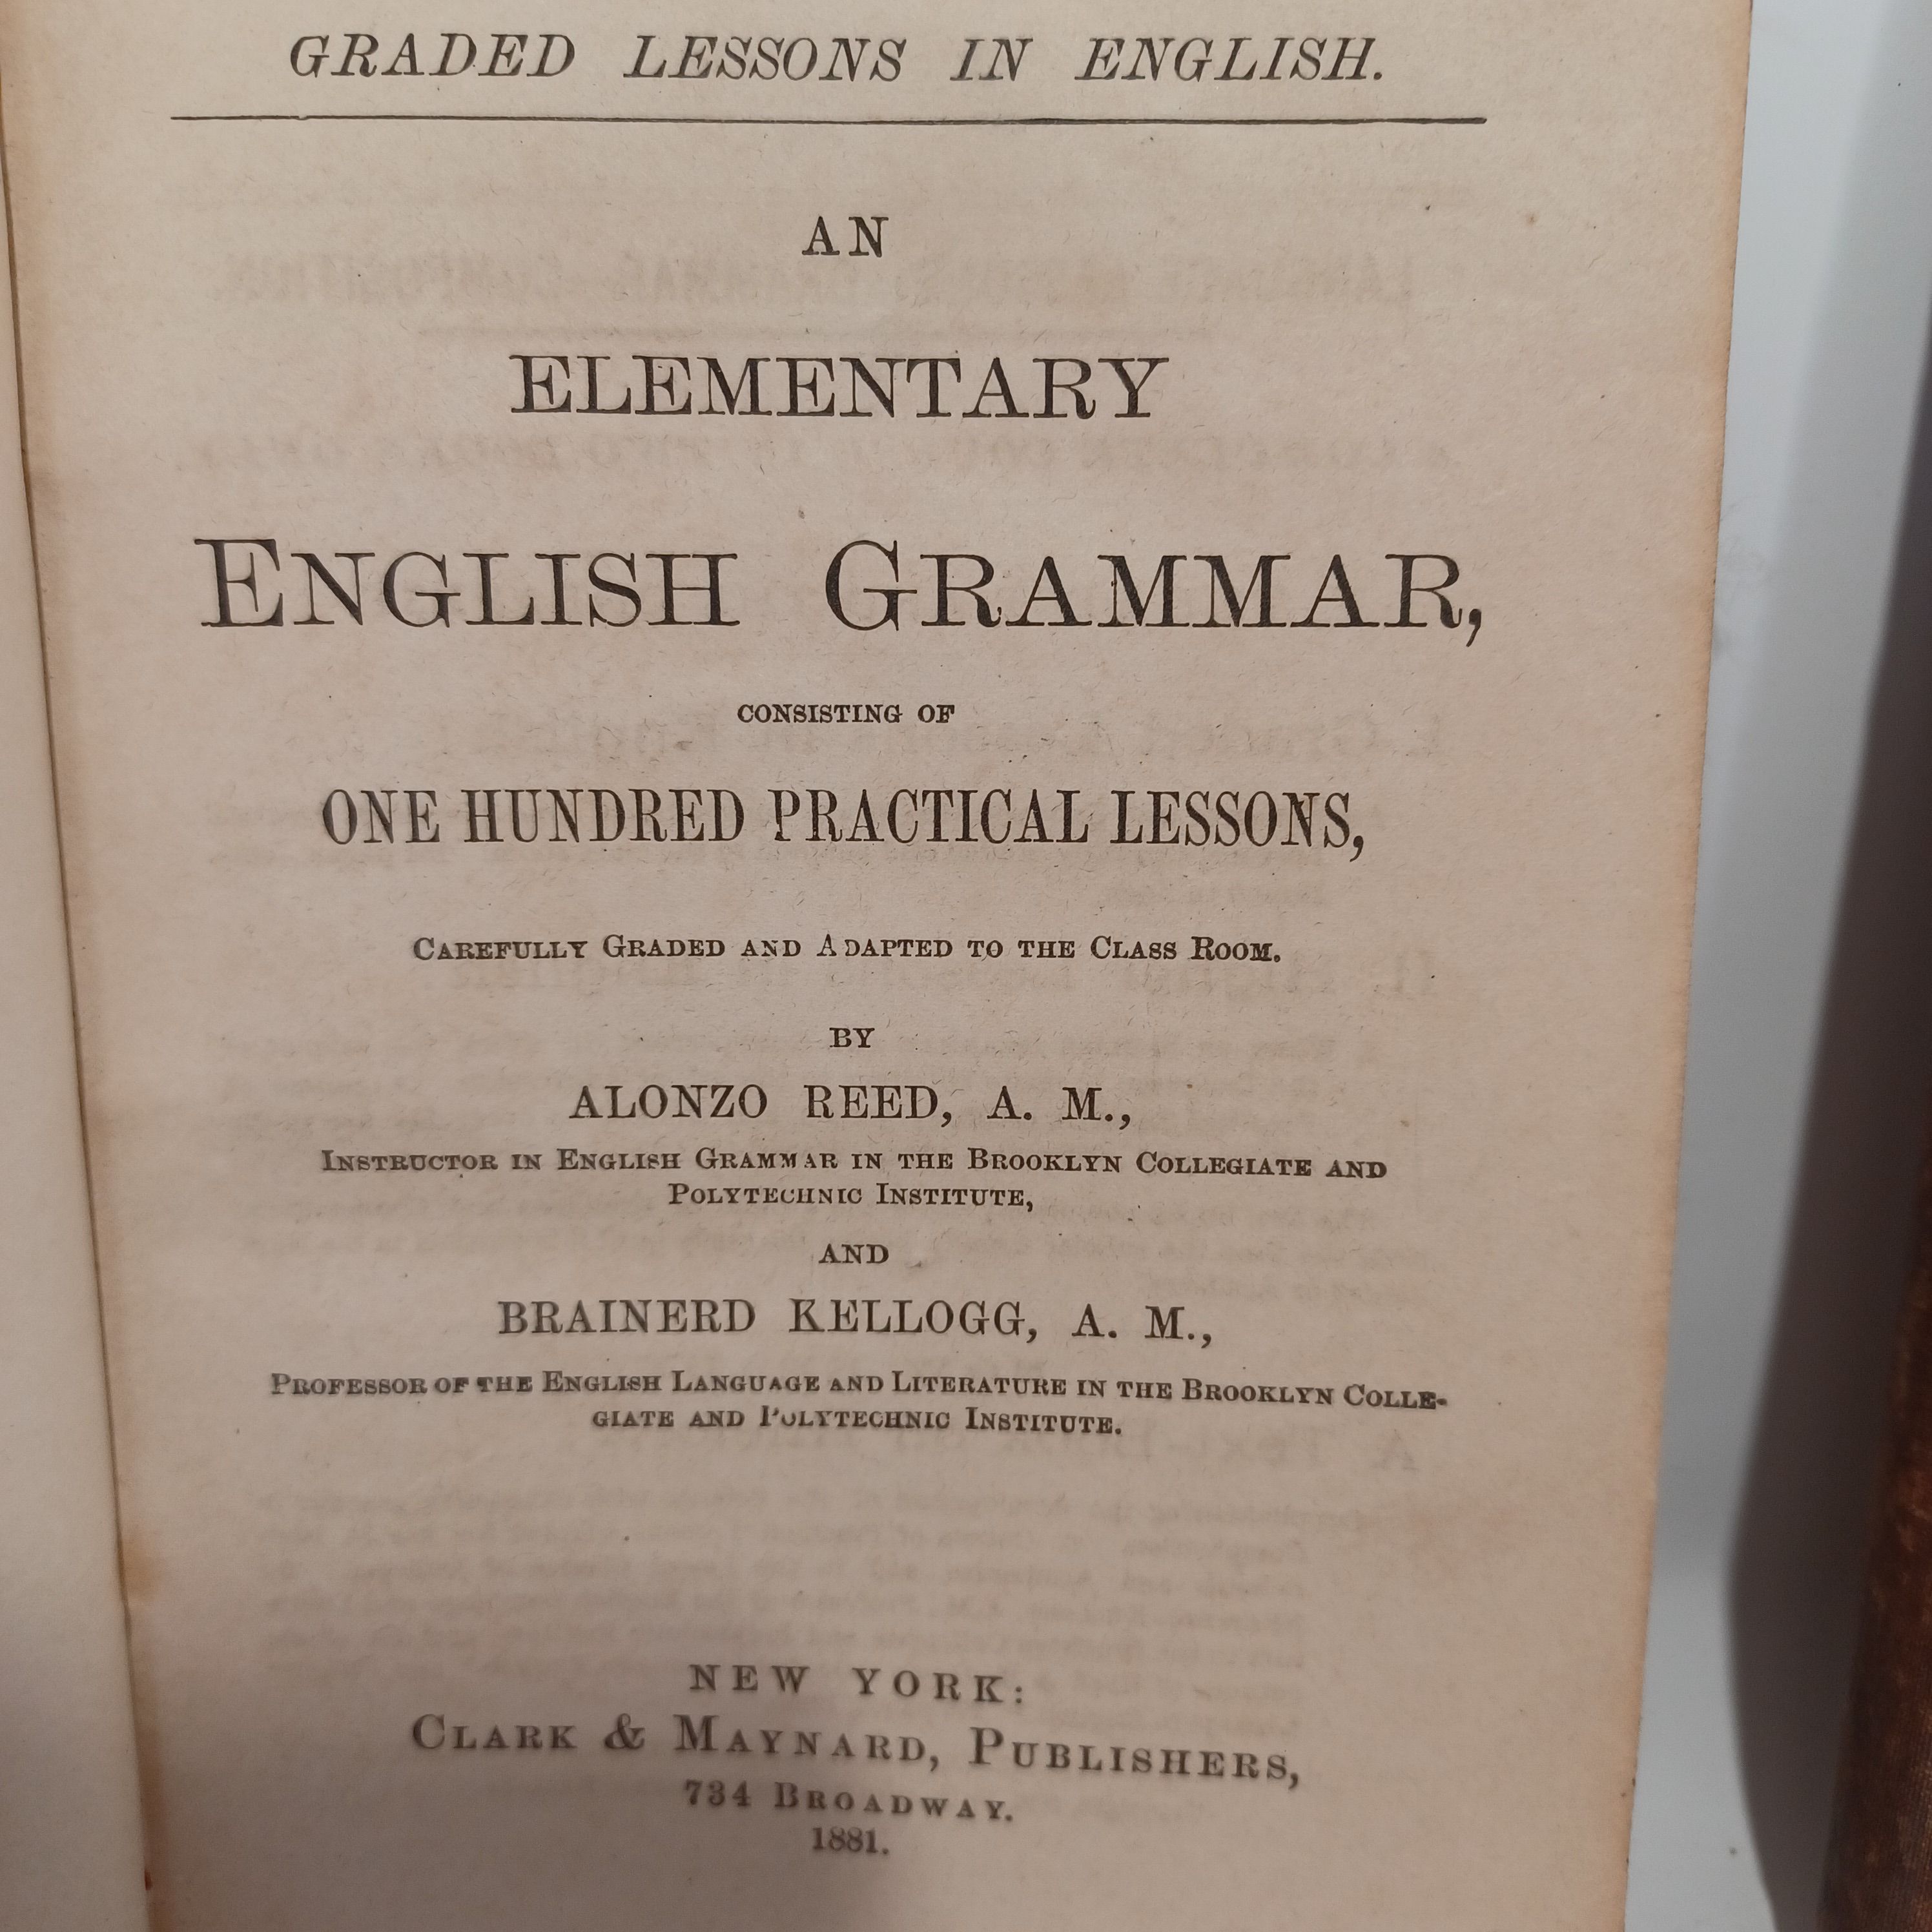 GRADED LESSONS IN ENGLISH.
AN
ELEMENTARY
ENGLISH GRAMMAR,
CONSISTING OF
ONE HUNDRED PRACTICAL LESSONS,
CAREFULLY GRADED AND ADAPTED TO THE CLASS ROOM.
BY
ALONZO REED, A. M.,
INSTRUCTOR IN ENGLISH GRAMMAR IN THE BROOKLYN COLLEGIATE AND
POLYTECHNIC INSTITUTE,
AND
BRAINERD KELLOGG, A. M.,
PROFESSOR OF THE ENGLISH LANGUAGE AND LITERATURE IN THE BROOKLYN COLLE-
GIATE AND POLYTECHNIC INSTITUTE.
NEW YORK:
CLARK & MAYNARD, PUBLISHERS,
734 BROADWAY.
1881.